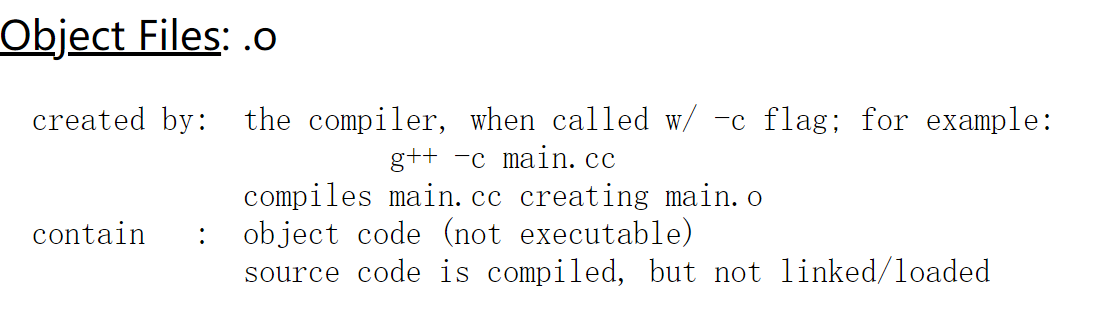 Object Files: .o
created by: the compiler, when called w/ -c flag; for example:
g++ -c main.cc
compiles main.cc creating main.o
contain : object code (not executable)
source code is compiled, but not linked/loaded